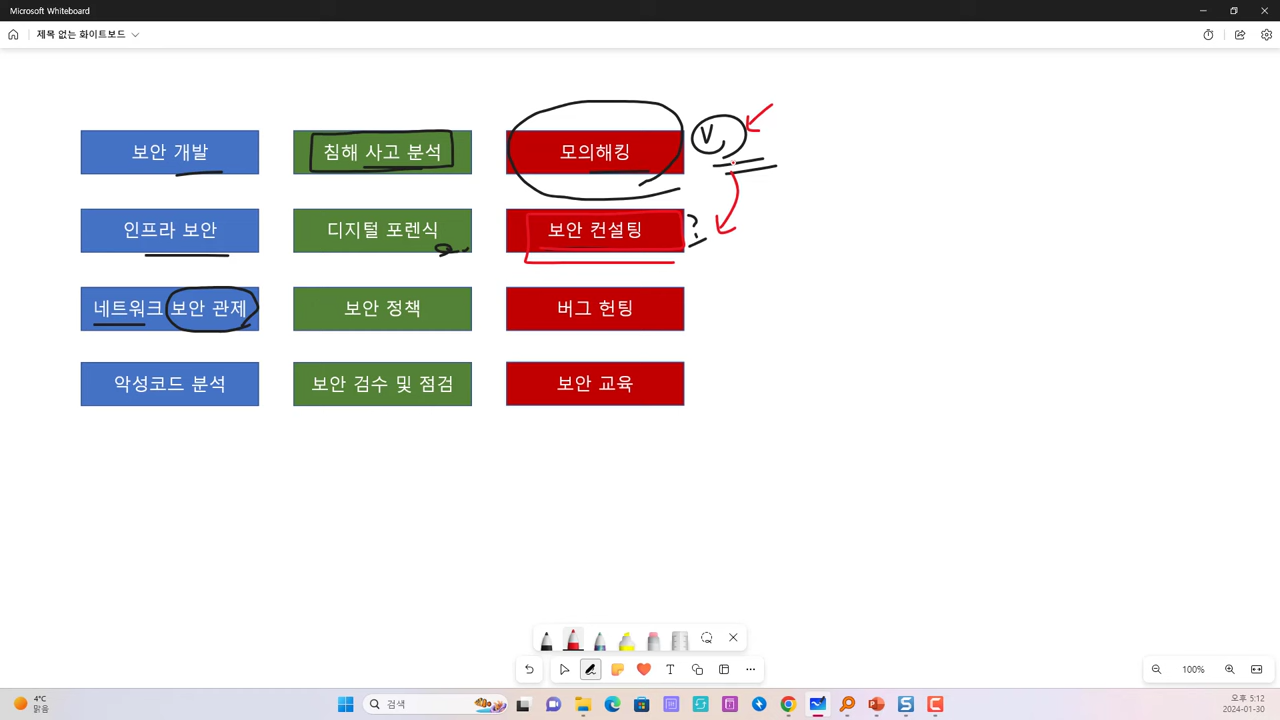 Microsoft Whiteboard
제목 없는 화이트보드
보안 개발
침해 사고 분석
모의해킹
V,
인프라 보안
디지털 포렌식
보안 컨설팅
?
네트워크 보안 관제
보안 정책
버그 헌팅
악성코드 분석
보안 검수 및 점검
보안 교육
100%
4°C
맑음
검색
오후 5:12
2024-01-30